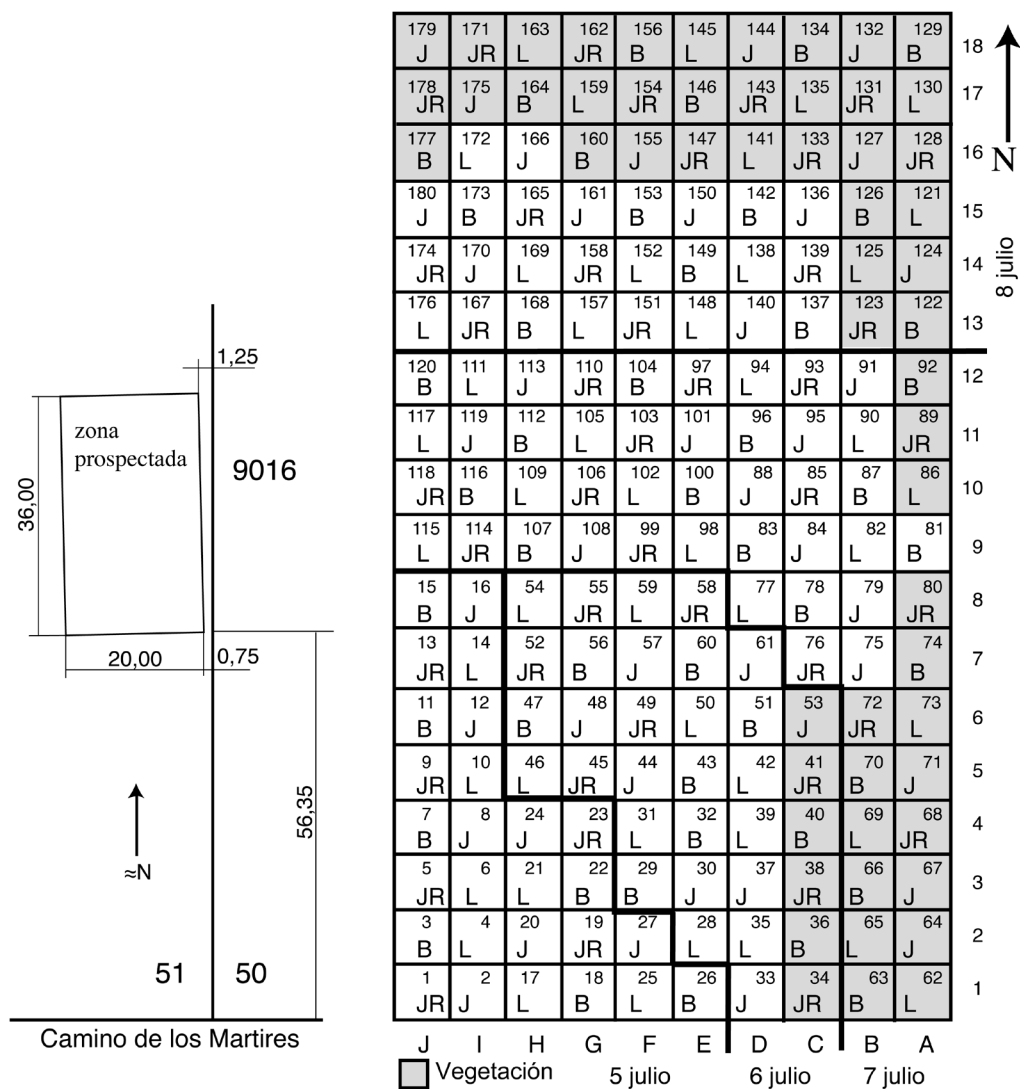 1,25
zona
prospectada
9016
36,00
20,00
0,75
56,35
≈N
51
50
Camino de los Martires
179 171 163 162 156 145 144 134 132 129
J JR L JR B L J B J B 18
178 175 164 159 154 146 143 135 131 130
JR J B L JR B JR L JR L 17
177 172 166 160 155 147 141 133 127 128
B L J B J JR L JR J JR 16
N
180 173 165 161 153 150 142 136 126 121
J B JR J B J B J B L 15
174 170 169 158 152 149 138 139 125 124
JR J L JR L B L JR L J 14
176 167 168 157 151 148 140 137 123 122
L JR B L JR L J B JR B 13
8 julio
120 111 113 110 104 97 94 93 91 92
B L J JR B JR L JR J B 12
117 119 112 105 103 101 96 95 90 89
L J B L JR J B J L JR 11
118 116 109 106 102 100 88 85 87 86
JR B L JR L B J JR B L 10
115 114 107 108 99 98 83 84 82 81
L JR B J JR L B J L B 9
15 16 54 55 59 58 77 78 79 80
B J L JR L JR L B J JR 8
13 14 52 56 57 60 61 76 75 74
JR L JR B J B J JR J B 7
11 12 47 48 49 50 51 53 72 73
B J B J JR L B J JR L 6
9 10 46 45 44 43 42 41 70 71
JR L L JR J B L JR B J 5
7 8 24 23 31 32 39 40 69 68
B J J JR L B L B L JR 4
5 6 21 22 29 30 37 38 66 67
JR L L B B J J JR B J 3
3 4 20 19 27 28 35 36 65 64
B L J JR J L L B L J 2
1 2 17 18 25 26 33 34 63 62
JR J L B L B J JR B L 1
J I H G F E D C B A
Vegetación 5 julio 6 julio 7 julio